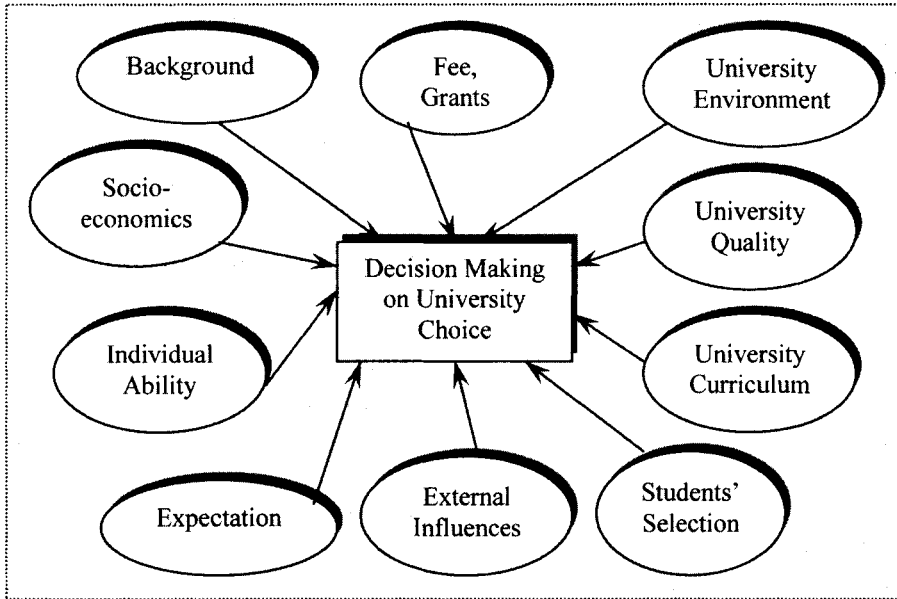 Background
Fee,
Grants
University
Environment
Socio-
economics
University
Quality
Decision Making
on University
Choice
Individual
Ability
University
Curriculum
Expectation
External
Influences
Students'
Selection